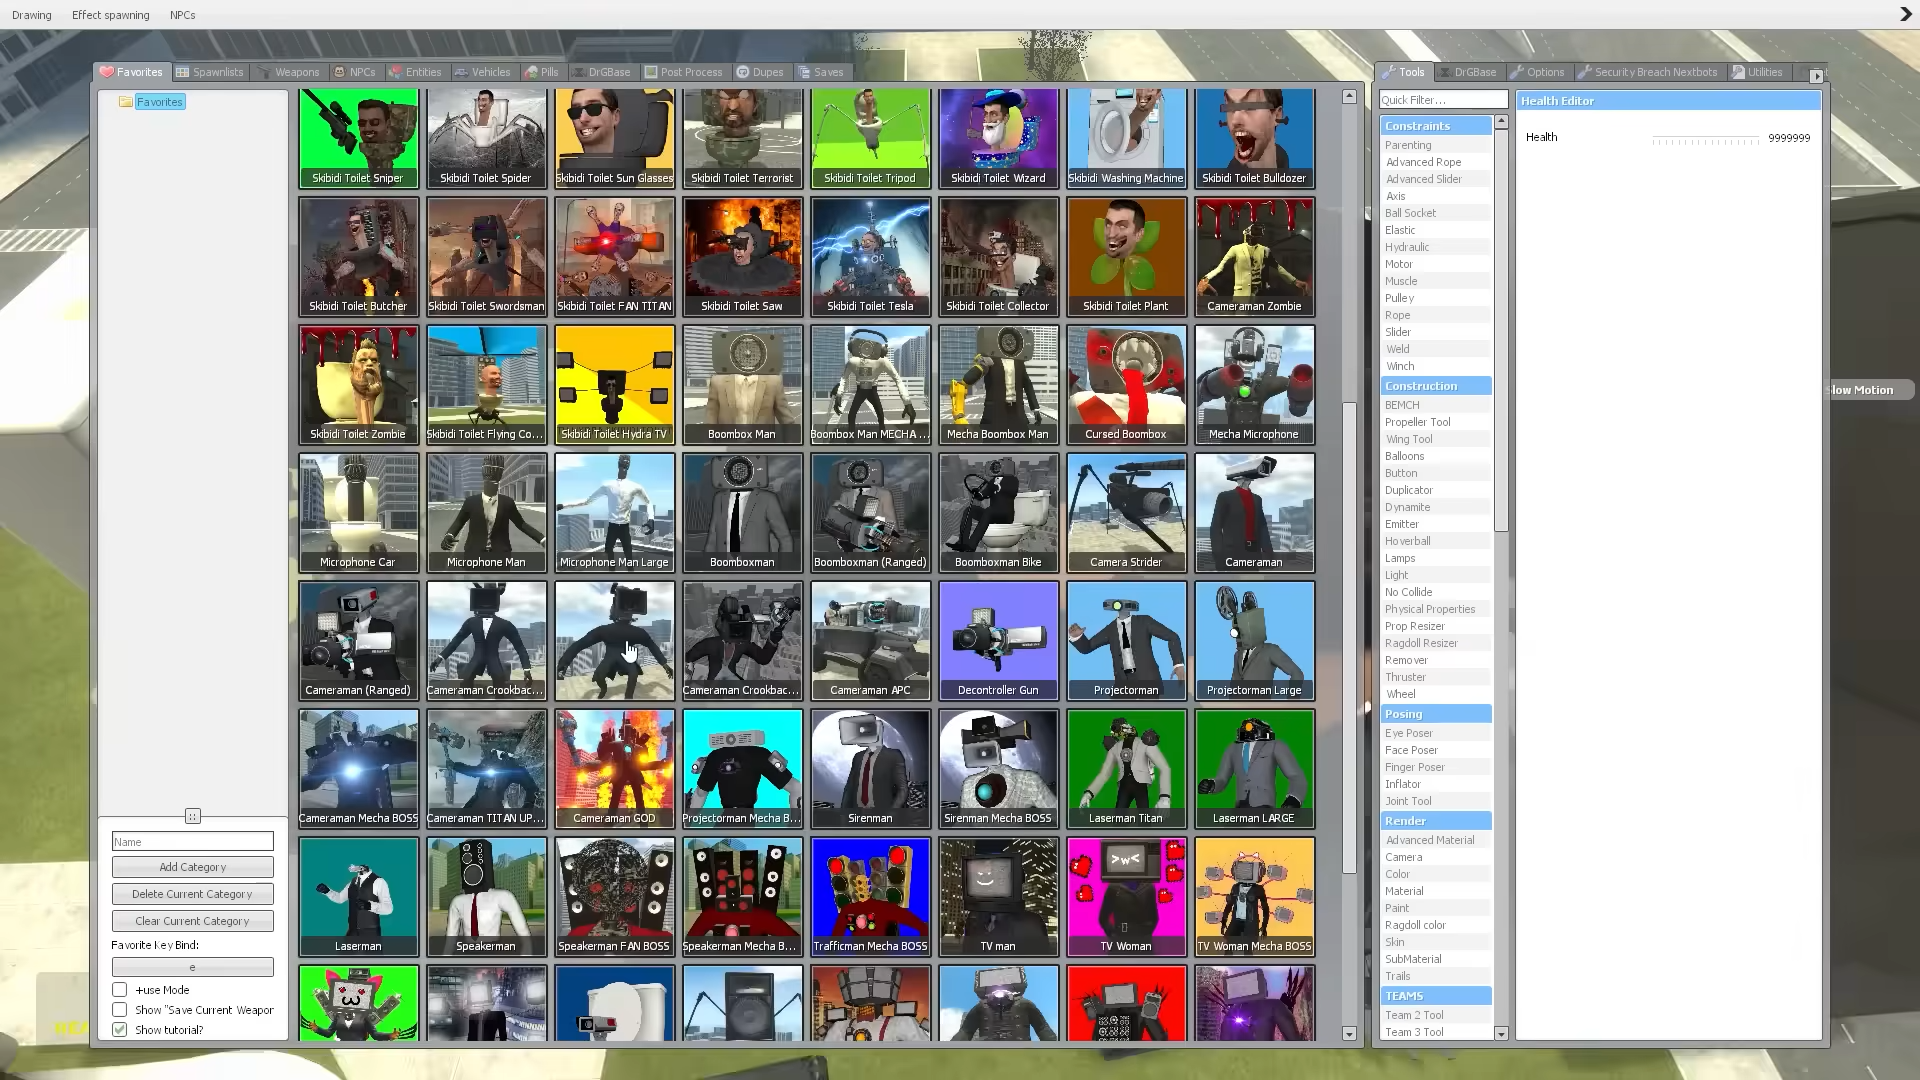 Drawing Effect spawning NPCs
Favorites Spawnlists Weapons NPCs Entities Vehicles Pills DrGBase Post Process Dupes Saves
Favorites
Skibidi Toilet Sniper Skibidi Toilet Spider Skibidi Toilet Sun Glasses Skibidi Toilet Terrorist Skibidi Toilet Tripod Skibidi Toilet Wizard Skibidi Washing Machine Skibidi Toilet Bulldozer
Skibidi Toilet Butcher Skibidi Toilet Swordsman Skibidi Toilet FAN TITAN Skibidi Toilet Saw Skibidi Toilet Tesla Skibidi Toilet Collector Skibidi Toilet Plant Cameraman Zombie
Skibidi Toilet Zombie Skibidi Toilet Flying Co... Skibidi Toilet Hydra TV Boombox Man Boombox Man MECHA ... Mecha Boombox Man Cursed Boombox Mecha Microphone
Microphone Car Microphone Man Microphone Man Large Boomboxman Boomboxman (Ranged) Boomboxman Bike Camera Strider Cameraman
Cameraman (Ranged) Cameraman Crookbac... Cameraman Crookbac... Cameraman APC Decontroller Gun Projectorman Projectorman Large
Cameraman Mecha BOSS Cameraman TITAN UP... Cameraman GOD Projectorman Mecha B... Sirenman Sirenman Mecha BOSS Laserman Titan Laserman LARGE
>w<
Laserman Speakerman Speakerman FAN BOSS Speakerman Mecha B... Trafficman Mecha BOSS TV man TV Woman TV Woman Mecha BOSS
Name
Add Category
Delete Current Category
Clear Current Category
Favorite Key Bind:
e
+use Mode
Show "Save Current Weapor
Show tutorial?
Tools DrGBase Options Security Breach Nextbots Utilities
Quick Filter...
Constraints
Parenting
Advanced Rope
Advanced Slider
Axis
Ball Socket
Elastic
Hydraulic
Motor
Muscle
Pulley
Rope
Slider
Weld
Winch
Construction
BEMCH
Propeller Tool
Wing Tool
Balloons
Button
Duplicator
Dynamite
Emitter
Hoverball
Lamps
Light
No Collide
Physical Properties
Prop Resizer
Ragdoll Resizer
Remover
Thruster
Wheel
Posing
Eye Poser
Face Poser
Finger Poser
Inflator
Joint Tool
Render
Advanced Material
Camera
Color
Material
Paint
Ragdoll color
Skin
SubMaterial
Trails
TEAMS
Team 2 Tool
Team 3 Tool
Health Editor
Health 9999999
low Motion